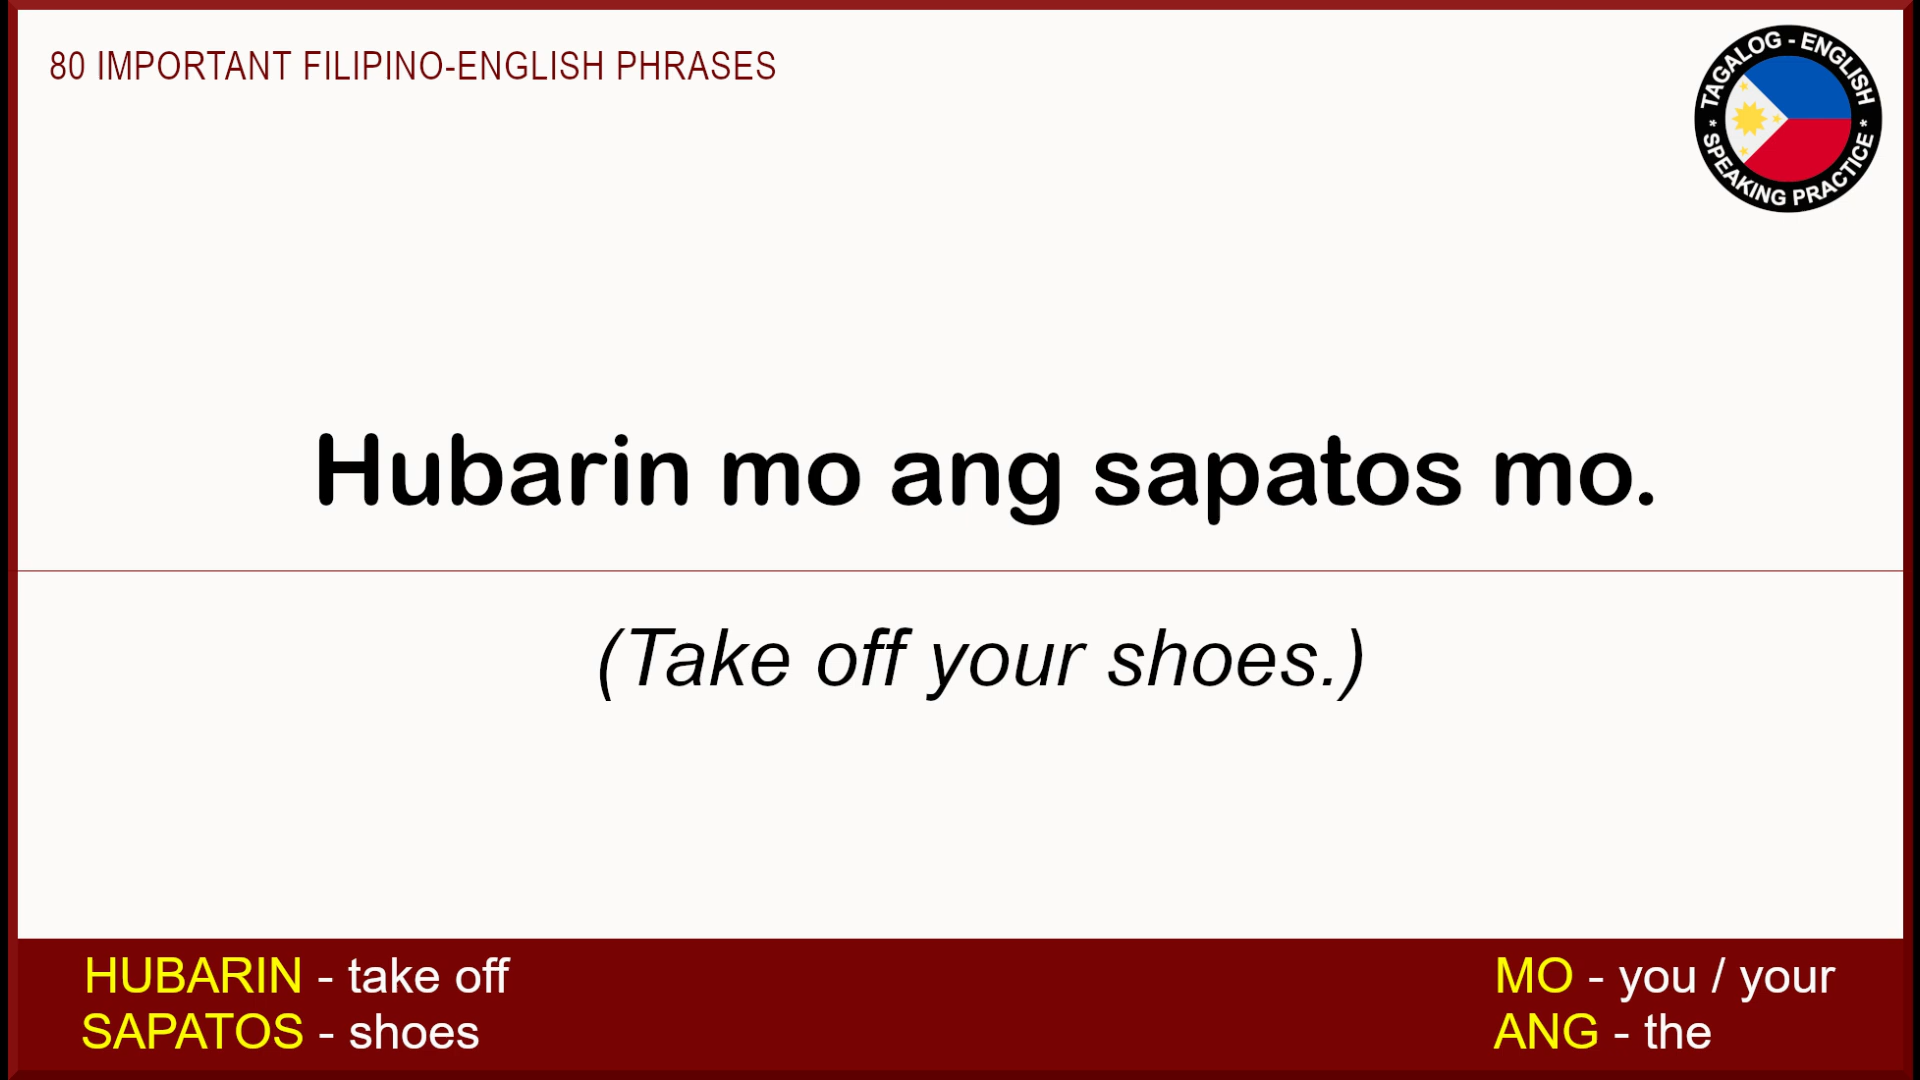 80 IMPORTANT FILIPINO-ENGLISH PHRASES
TAGALOG - ENGLISH
* SPEAKING PRACTICE *
Hubarin mo ang sapatos mo.
(Take off your shoes.)
HUBARIN - take off
SAPATOS - shoes
MO - you / your
ANG - the